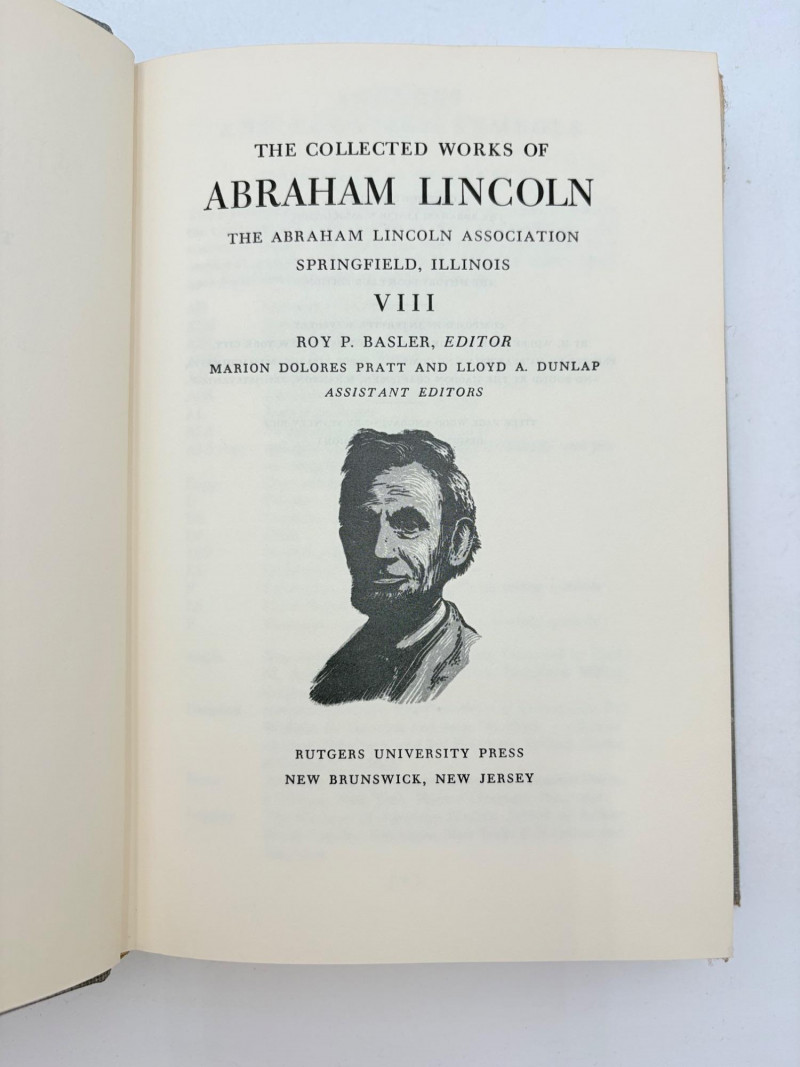 THE COLLECTED WORKS OF
ABRAHAM LINCOLN
THE ABRAHAM LINCOLN ASSOCIATION
SPRINGFIELD, ILLINOIS
VIII
ROY P. BASLER, EDITOR
MARION DOLORES PRATT AND LLOYD A. DUNLAP
ASSISTANT EDITORS
RUTGERS UNIVERSITY PRESS
NEW BRUNSWICK, NEW JERSEY